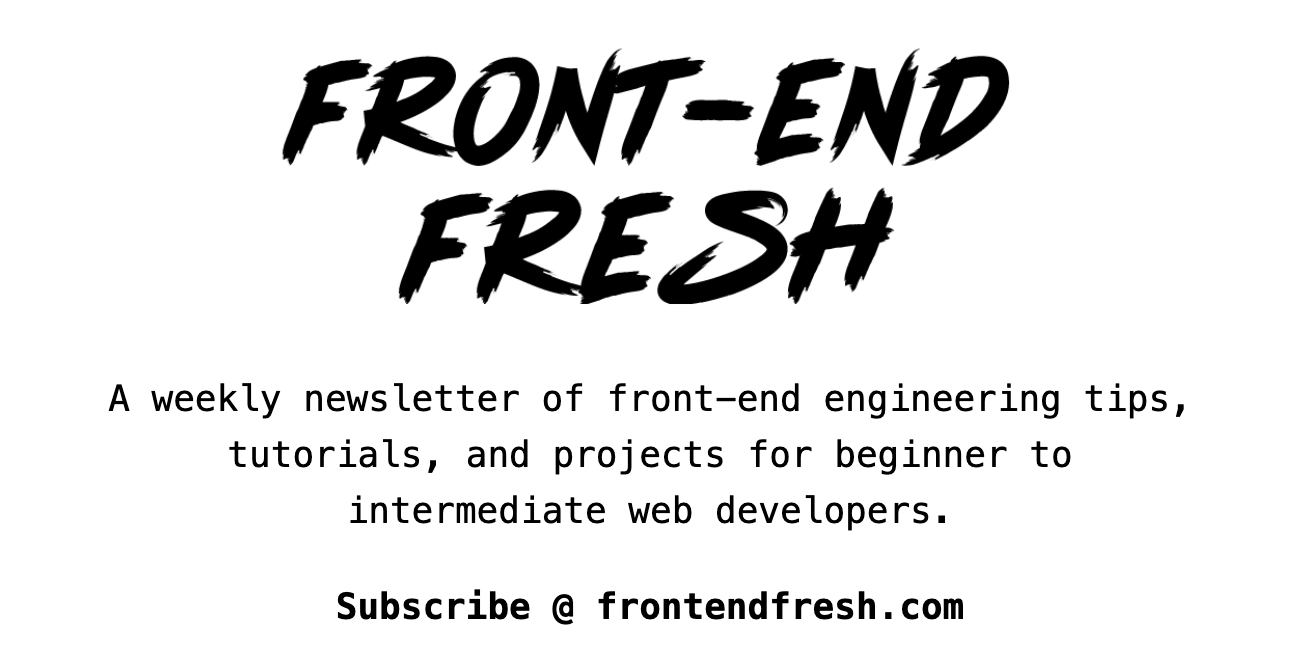 FRONT-END
FRESH
A weekly newsletter of front-end engineering tips,
tutorials, and projects for beginner to
intermediate web developers.
Subscribe @ frontendfresh.com